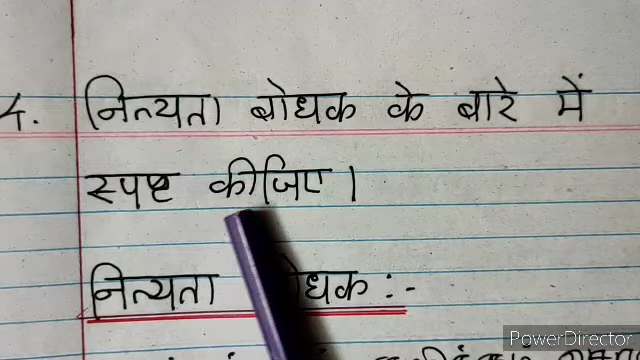 4. नित्यता बोधक के बारे में
स्पष्ट कीजिए।
नित्यता बोधक :-
PowerDirector